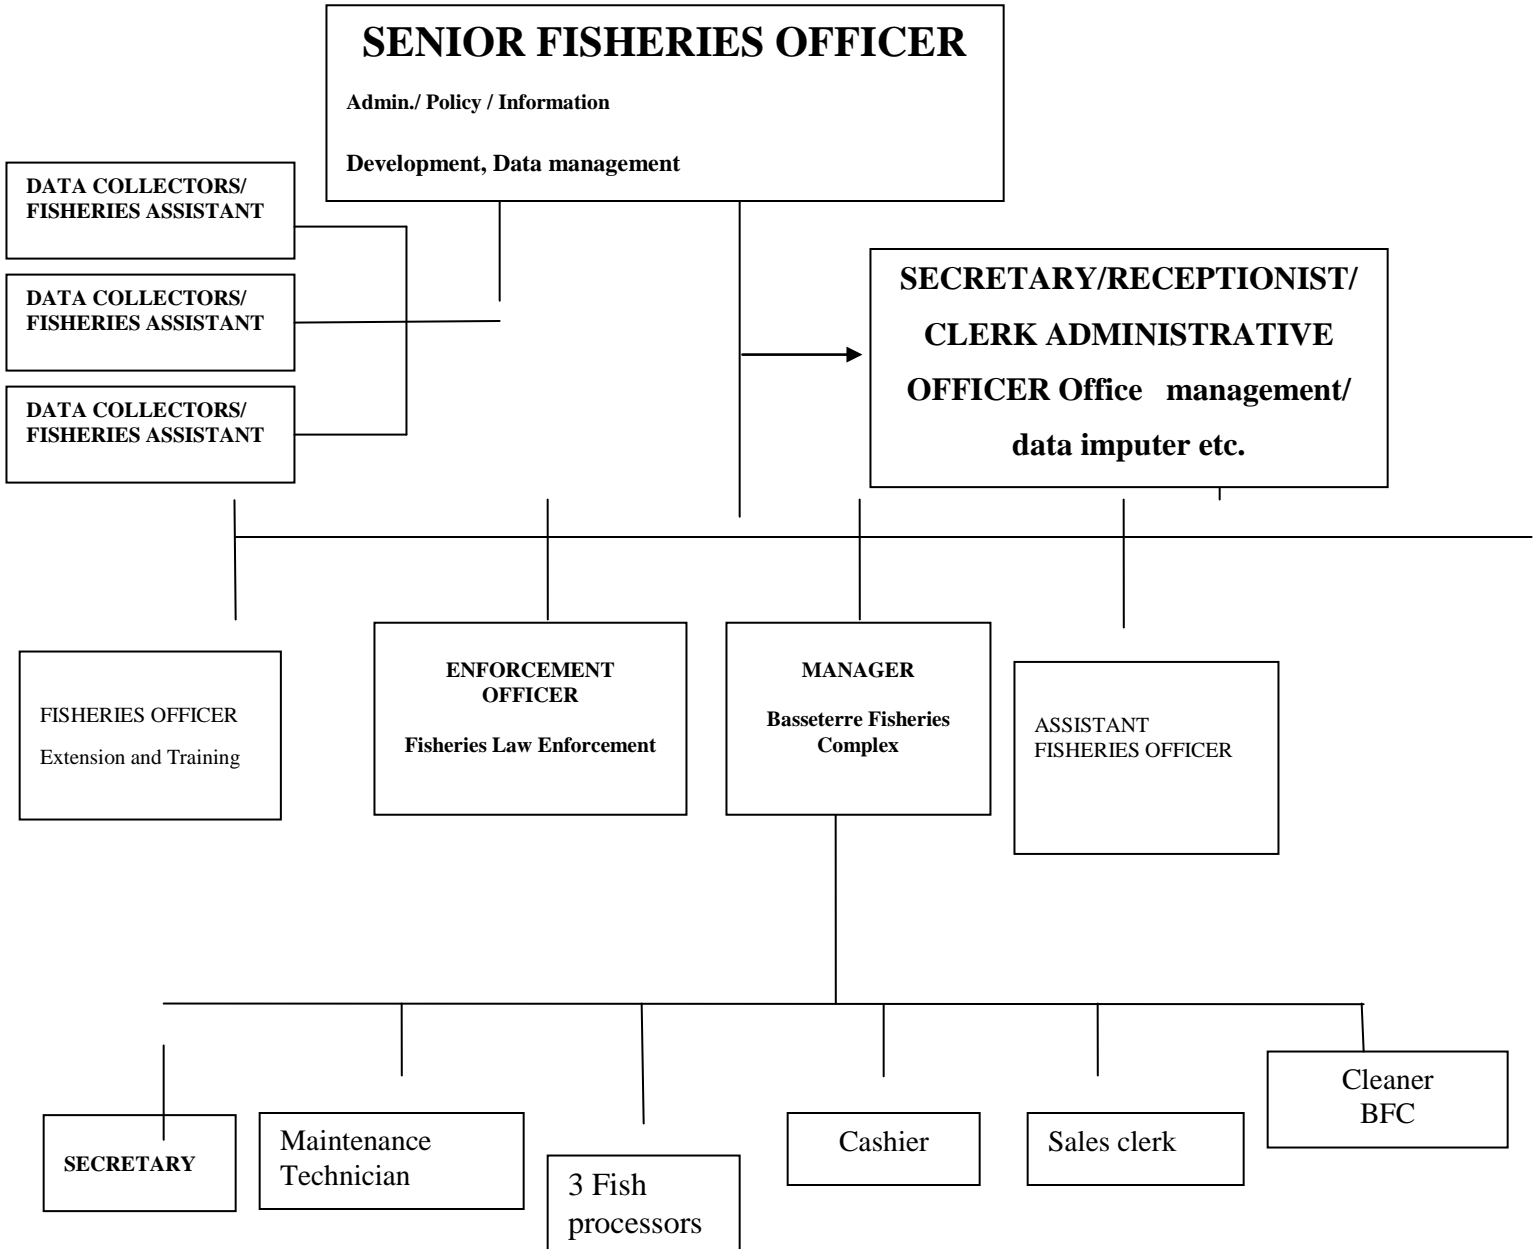 SENIOR FISHERIES OFFICER
Admin./ Policy / Information
Development, Data management
DATA COLLECTORS/
FISHERIES ASSISTANT
DATA COLLECTORS/
FISHERIES ASSISTANT
DATA COLLECTORS/
FISHERIES ASSISTANT
SECRETARY/RECEPTIONIST/
CLERK ADMINISTRATIVE
OFFICER Office management/
data imputer etc.
FISHERIES OFFICER
Extension and Training
ENFORCEMENT
OFFICER
Fisheries Law Enforcement
MANAGER
Basseterre Fisheries
Complex
ASSISTANT
FISHERIES OFFICER
SECRETARY
Maintenance
Technician
3 Fish
processors
Cashier
Sales clerk
Cleaner
BFC